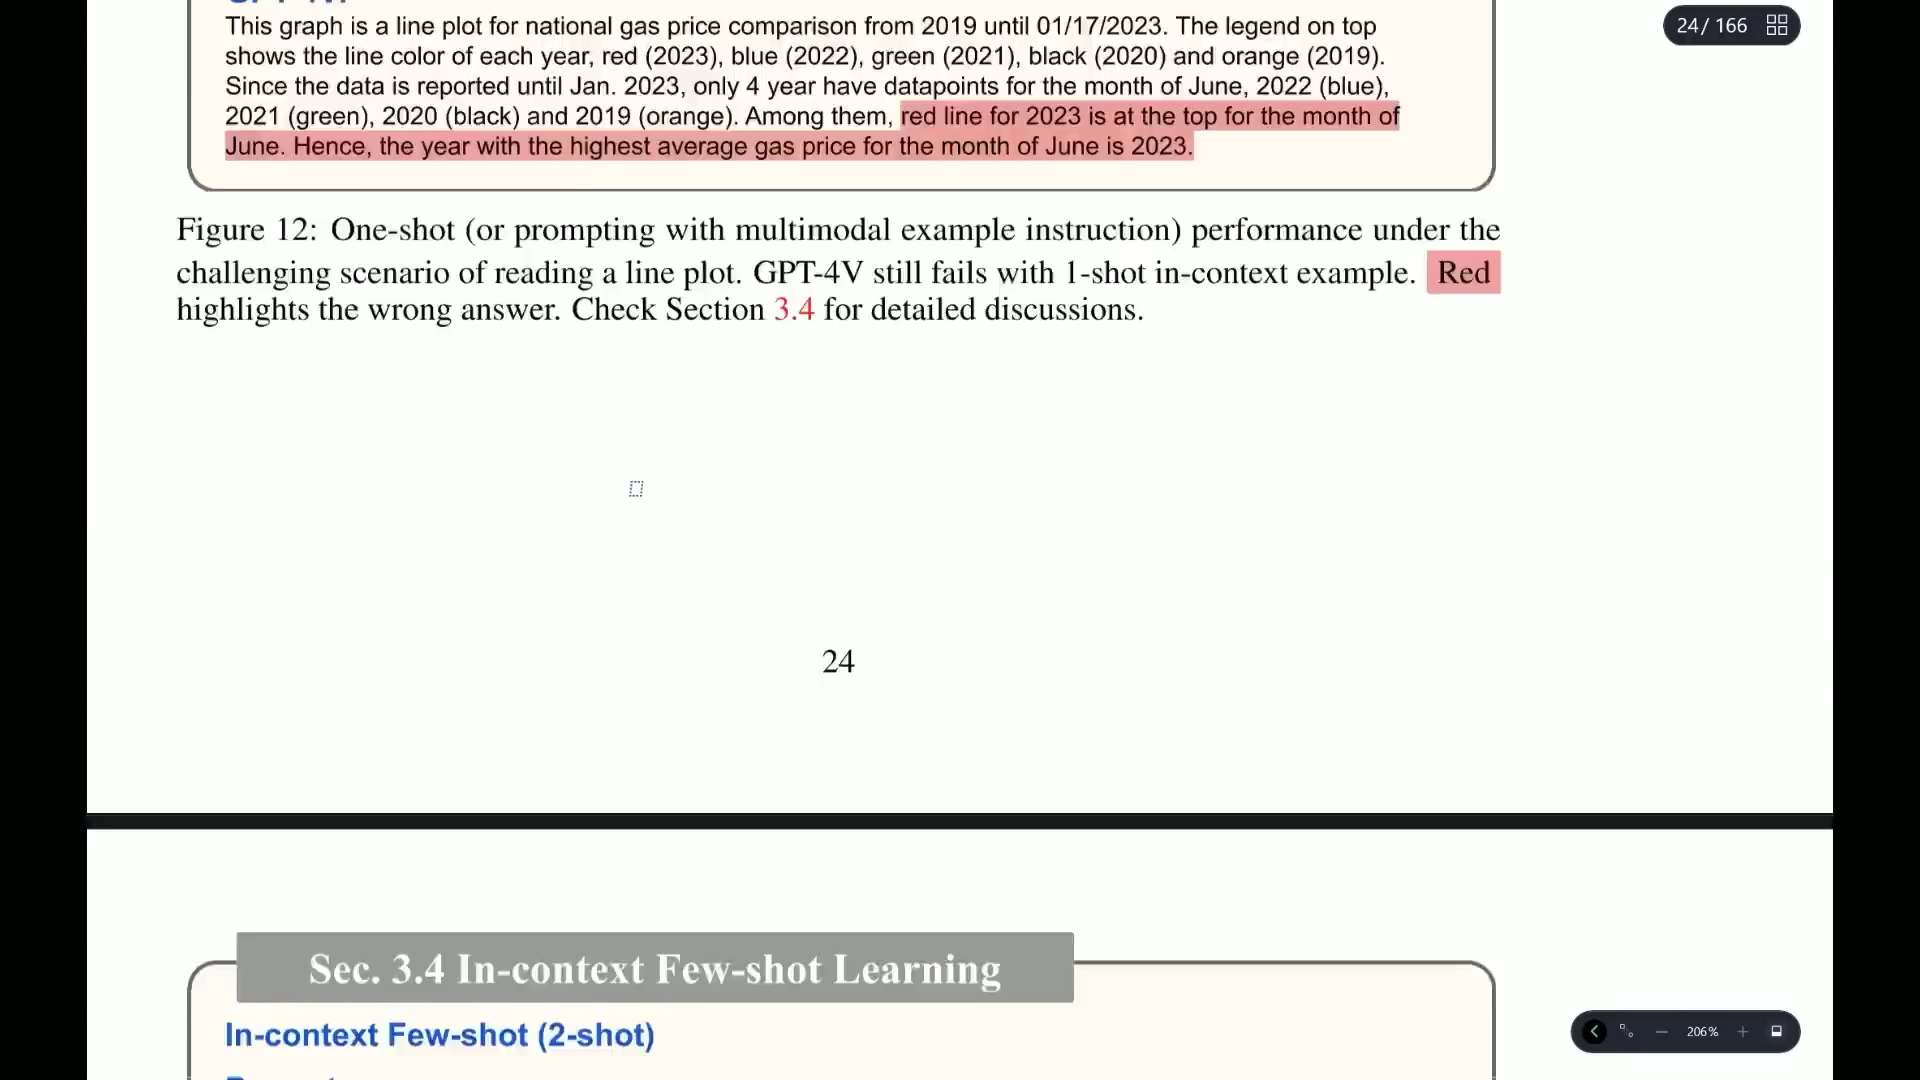 This graph is a line plot for national gas price comparison from 2019 until 01/17/2023. The legend on top
shows the line color of each year, red (2023), blue (2022), green (2021), black (2020) and orange (2019).
Since the data is reported until Jan. 2023, only 4 year have datapoints for the month of June, 2022 (blue),
2021 (green), 2020 (black) and 2019 (orange). Among them, red line for 2023 is at the top for the month of
June. Hence, the year with the highest average gas price for the month of June is 2023.
24 / 166
Figure 12: One-shot (or prompting with multimodal example instruction) performance under the
challenging scenario of reading a line plot. GPT-4V still fails with 1-shot in-context example. Red
highlights the wrong answer. Check Section 3.4 for detailed discussions.
24
Sec. 3.4 In-context Few-shot Learning
In-context Few-shot (2-shot)
206%